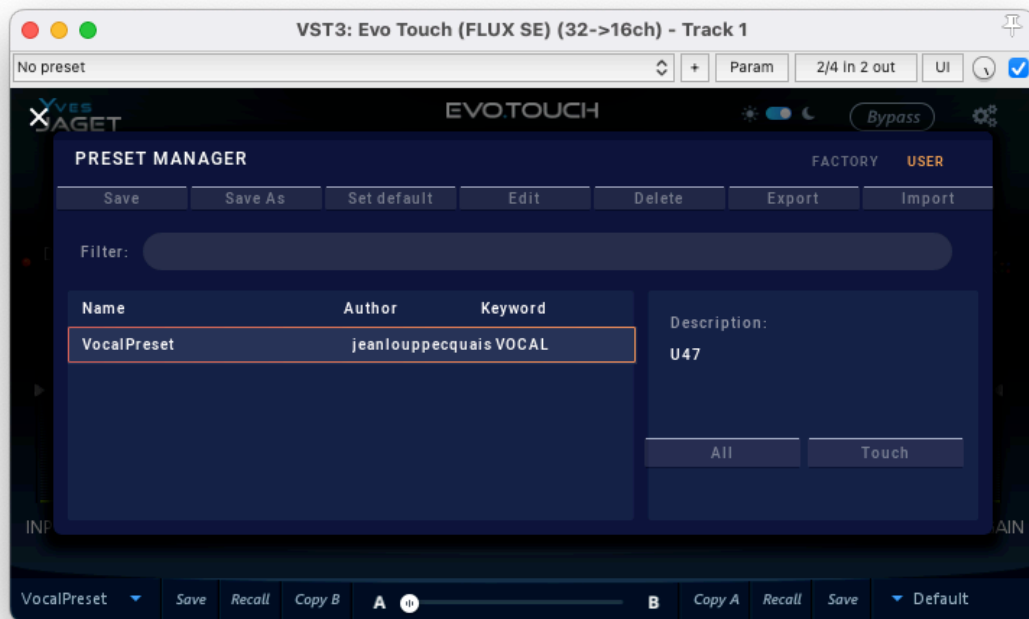 VST3: Evo Touch (FLUX SE) (32->16ch) - Track 1
No preset + Param 2/4 in 2 out UI
YVES JAGET EVO.TOUCH Bypass
PRESET MANAGER FACTORY USER
Save Save As Set default Edit Delete Export Import
Filter:
Name Author Keyword
Description:
VocalPreset jeanlouppecquais VOCAL
U47
All Touch
INP AIN
VocalPreset Save Recall Copy B A B Copy A Recall Save Default